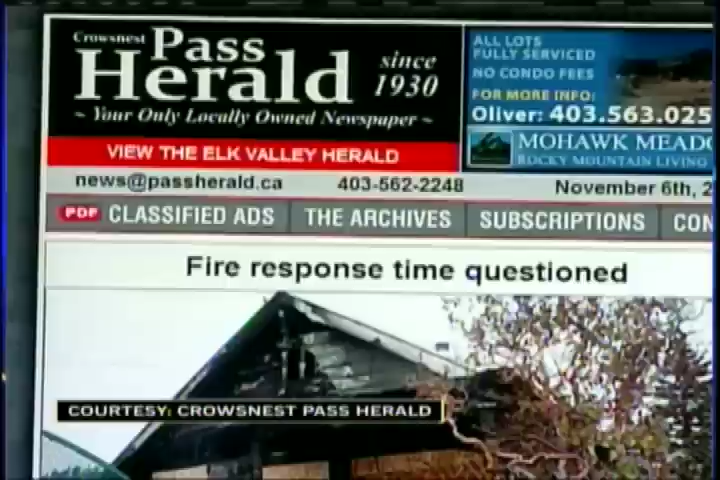 Crowsnest Pass
Herald since 1930
~ Your Only Locally Owned Newspaper ~
VIEW THE ELK VALLEY HERALD
ALL LOTS
FULLY SERVICED
NO CONDO FEES
FOR MORE INFO:
Oliver: 403.563.025
MOHAWK MEADO
ROCKY MOUNTAIN LIVING
news@passherald.ca 403-562-2248 November 6th, 2
PDF CLASSIFIED ADS THE ARCHIVES SUBSCRIPTIONS CON
Fire response time questioned
COURTESY: CROWSNEST PASS HERALD